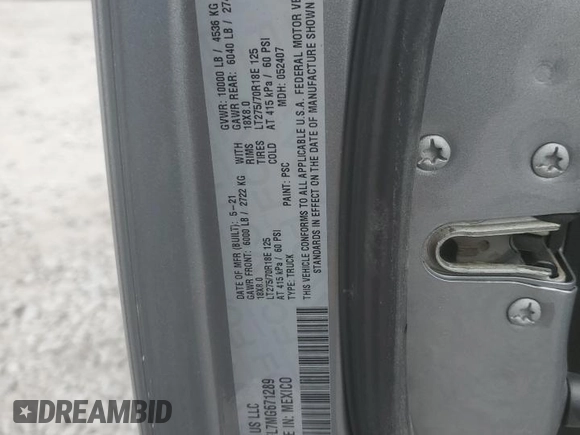 US LLC
DATE OF MFR (BUILT): 5-21 GVWR: 10000 LB / 4536 KG
GAWR FRONT: 6000 LB / 2722 KG WITH GAWR REAR: 6040 LB /
18X8.0 RIMS 18X8.0
LT275/70R18E 125 TIRES LT275/70R18E 125
AT 415 kPa / 60 PSI COLD AT 415 kPa / 60 PSI
TYPE: TRUCK PAINT: PSC MDH: 052407
THIS VEHICLE CONFORMS TO ALL APPLICABLE U.S.A. FEDERAL MOTOR
STANDARDS IN EFFECT ON THE DATE OF MANUFACTURE SHOWN
L7MG671289
IN: MEXICO
DREAMBID
DREAMBID